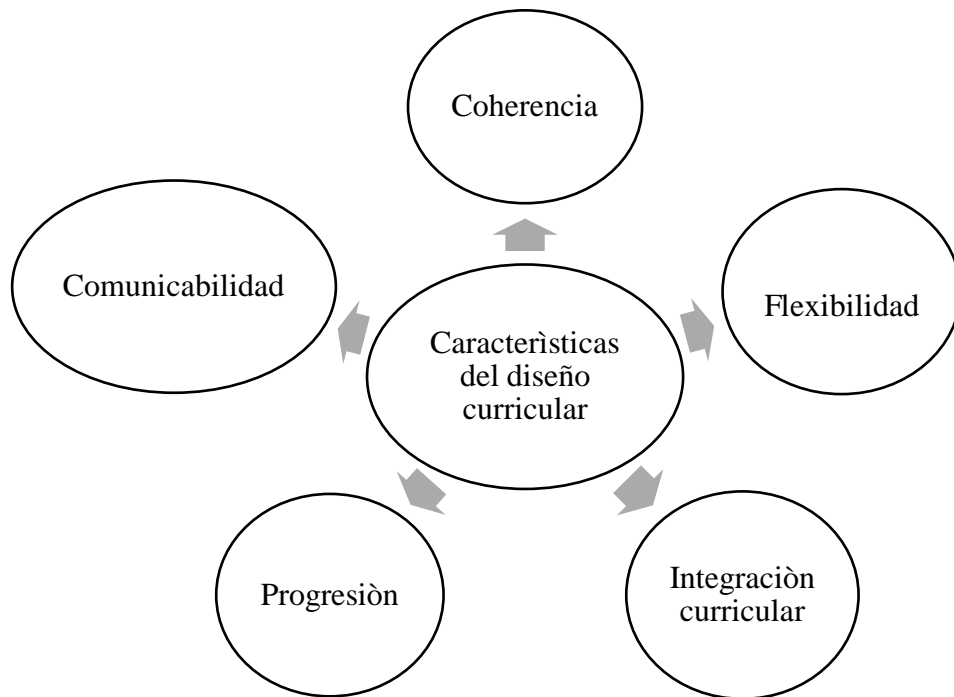 Coherencia
Comunicabilidad
Flexibilidad
Caracterìsticas
del diseño
curricular
Progresiòn
Integraciòn
curricular